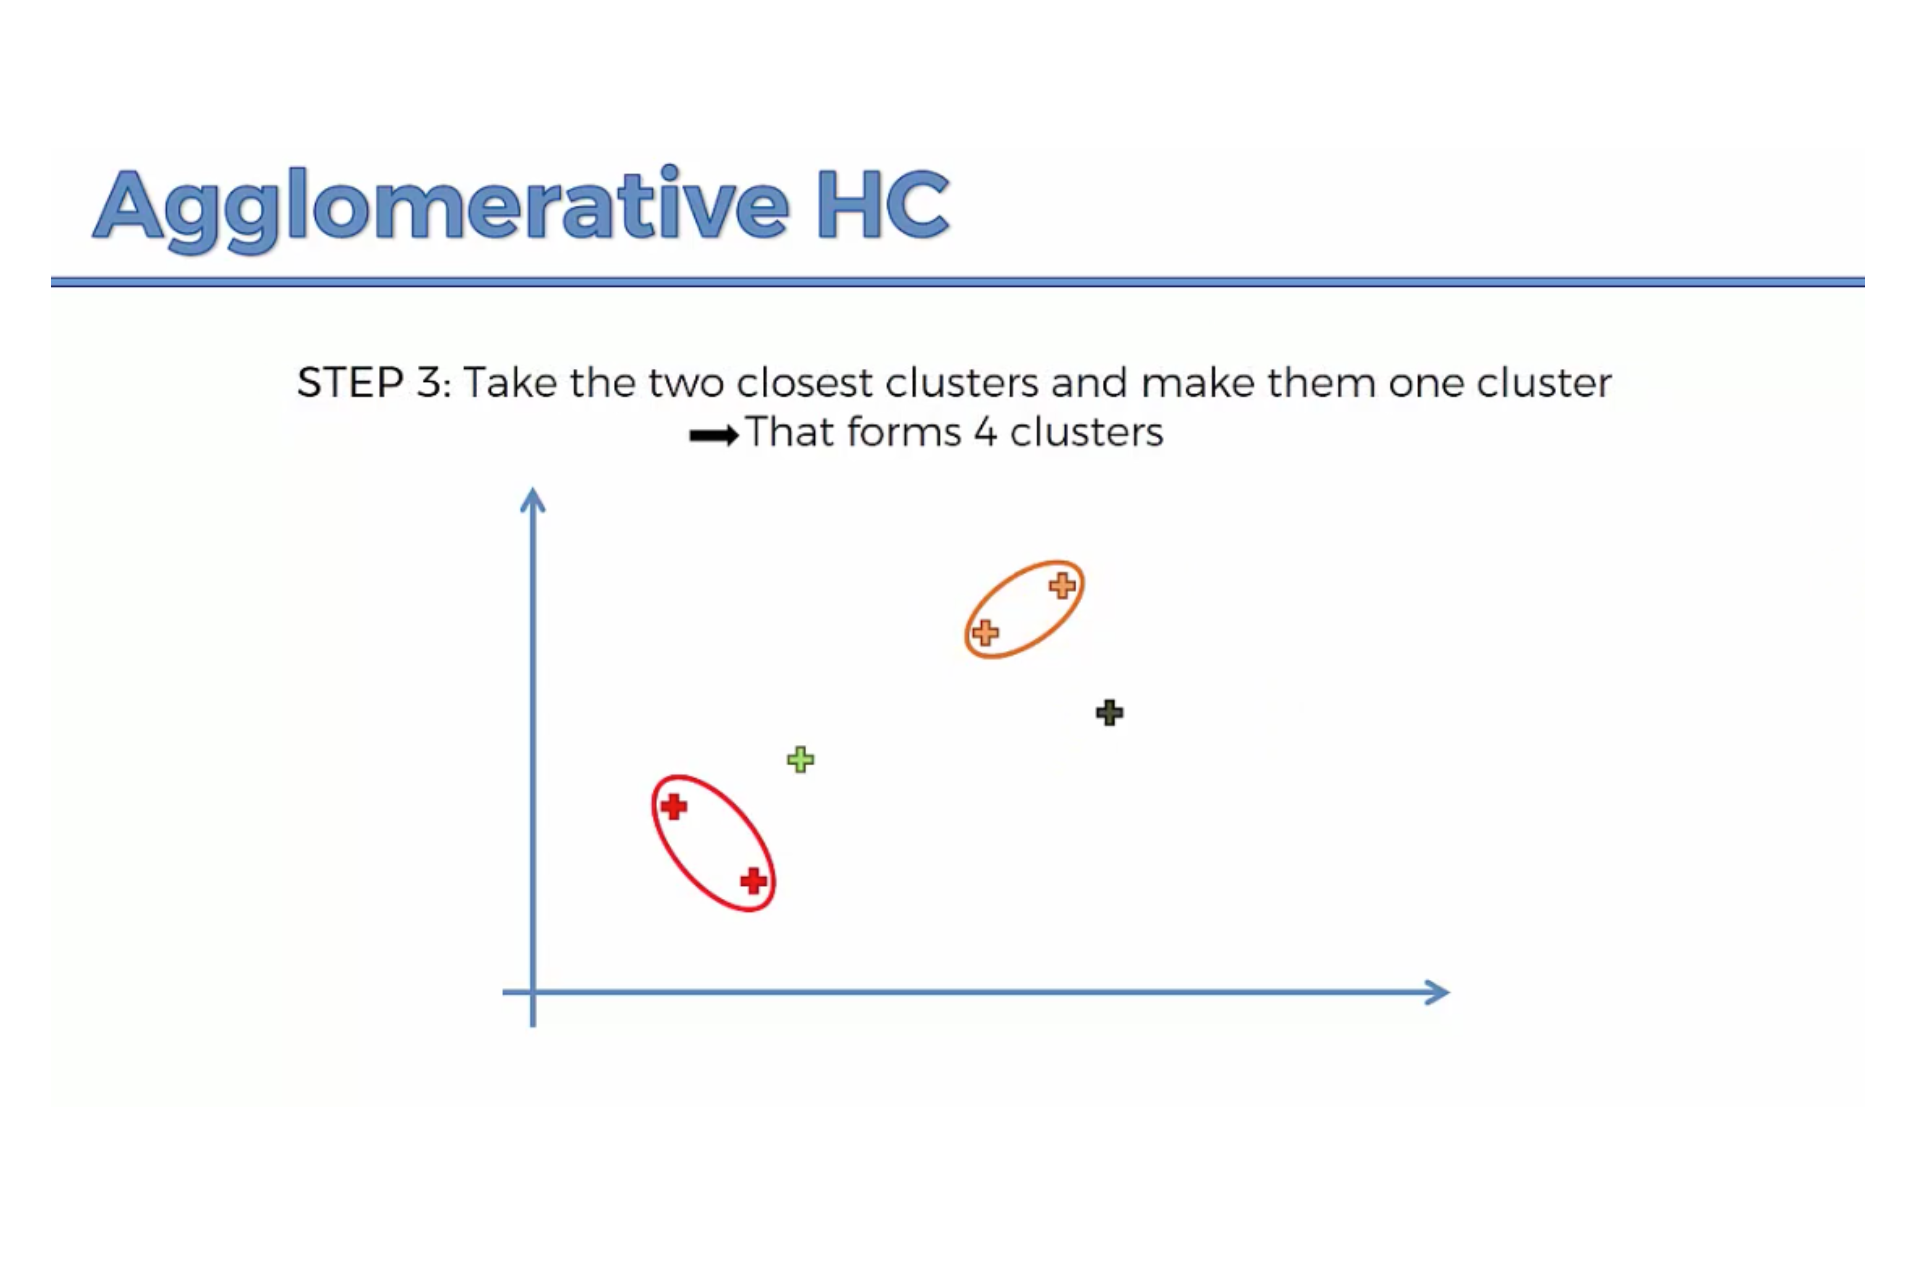 Agglomerative HC
STEP 3: Take the two closest clusters and make them one cluster
➡That forms 4 clusters